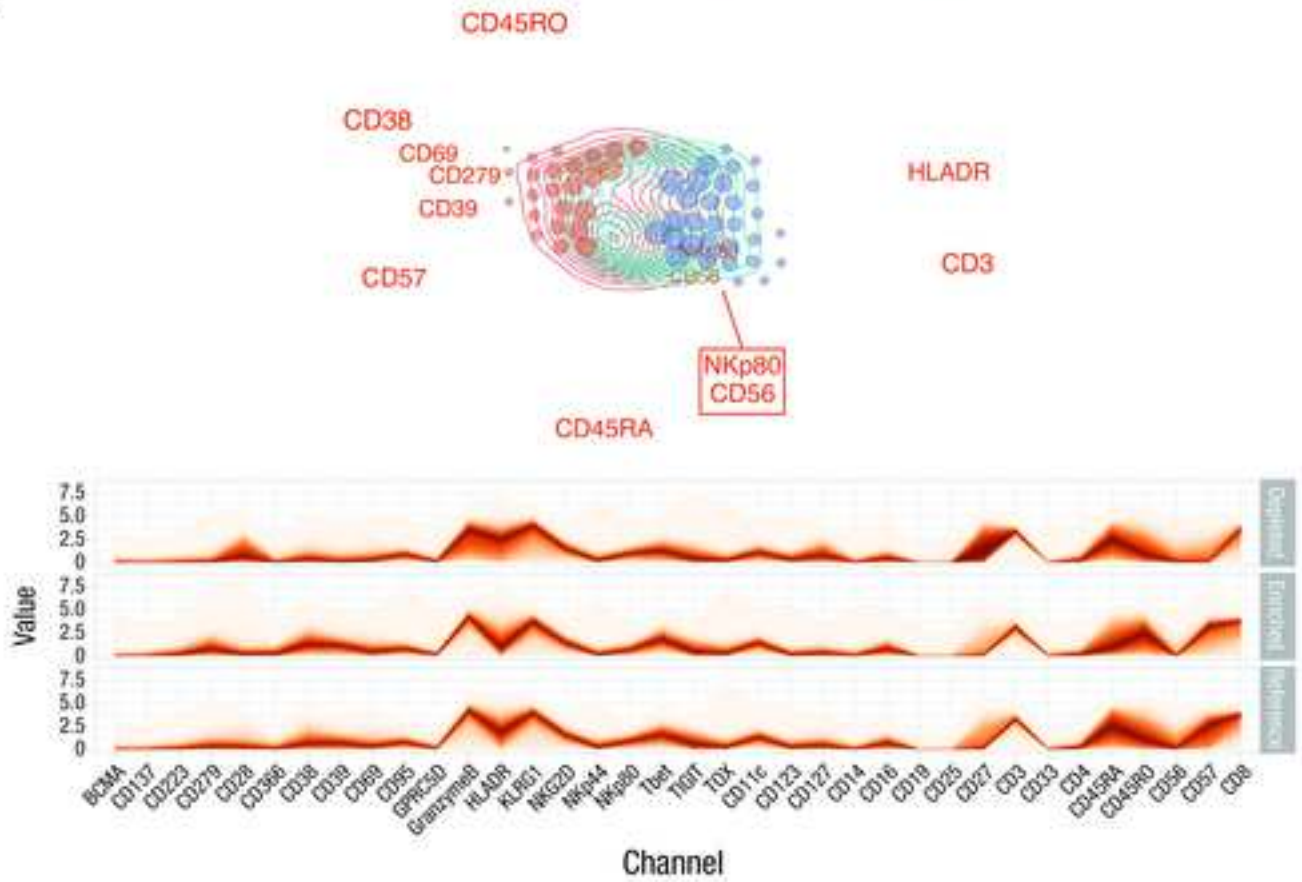 CD45RO
CD38
CD69
CD279
HLADR
CD39
CD57
CD3
NKp80
CD56
CD45RA
7.5
5.0
2.5
0
Depleted
7.5
5.0
2.5
0
Enriched
7.5
5.0
2.5
0
Reference
Value
BCMA
CD137
CD223
CD279
CD28
CD366
CD38
CD39
CD69
CD95
GPRC5D
GranzymeB
HLADR
KLRG1
NKG2D
NKp44
NKp80
Tbet
TIGIT
TOX
CD11c
CD123
CD127
CD14
CD16
CD19
CD25
CD27
CD3
CD33
CD4
CD45RA
CD45RO
CD56
CD57
CD8
Channel